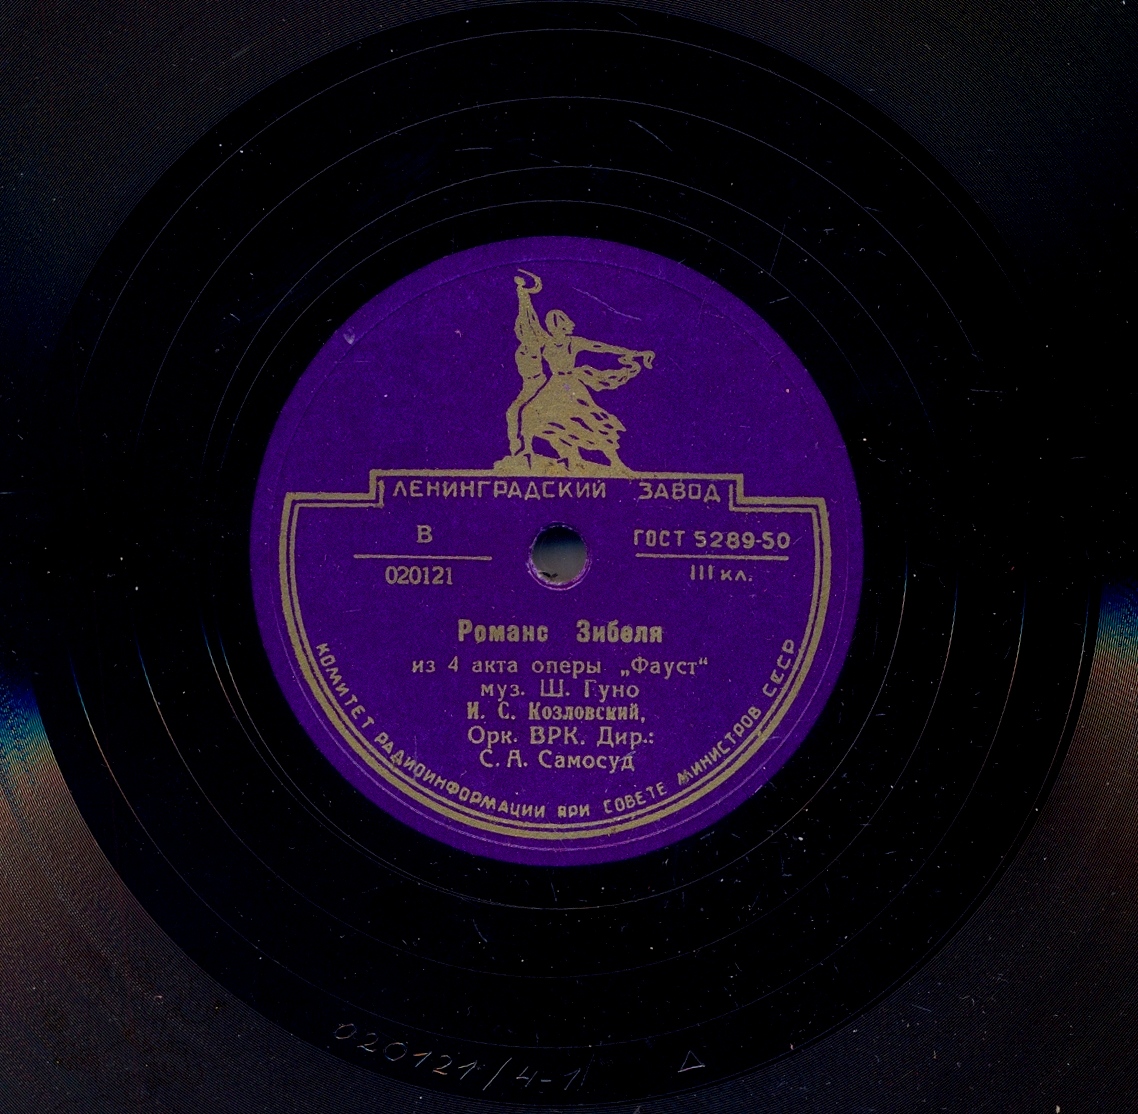 ЛЕНИНГРАДСКИЙ ЗАВОД
В
020121
ГОСТ 5289-50
III кл.
Романс Зибеля
из 4 акта оперы „Фауст“
муз. Ш. Гуно
И. С. Козловский,
Орк. ВРК. Дир.:
С. А. Самосуд
КОМИТЕТ РАДИОИНФОРМАЦИИ ПРИ СОВЕТЕ МИНИСТРОВ СССР
020121/4-1